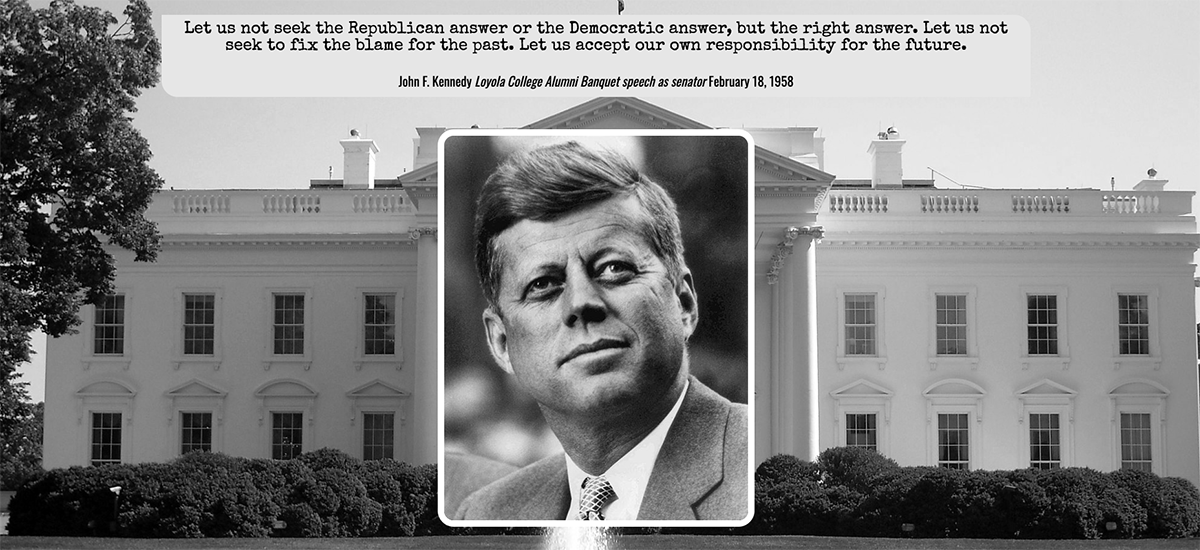 Let us not seek the Republican answer or the Democratic answer, but the right answer. Let us not
seek to fix the blame for the past. Let us accept our own responsibility for the future.
John F. Kennedy Loyola College Alumni Banquet speech as senator February 18, 1958